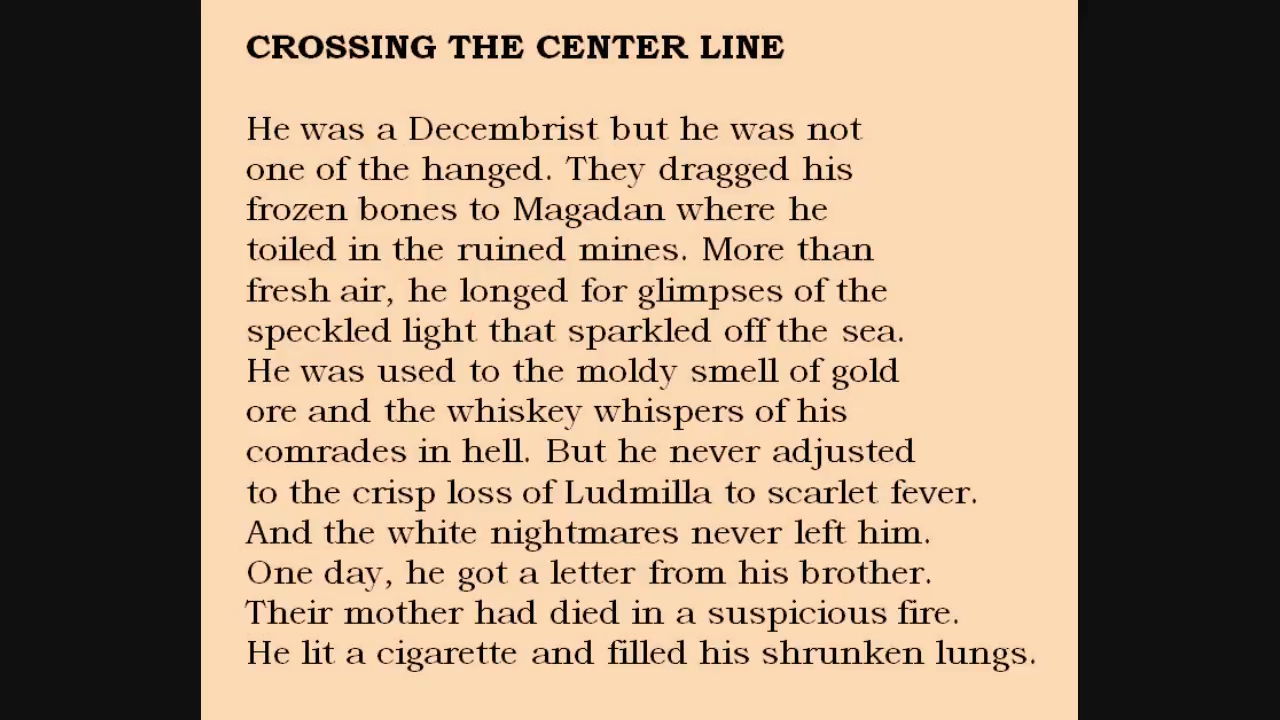 CROSSING THE CENTER LINE
He was a Decembrist but he was not
one of the hanged. They dragged his
frozen bones to Magadan where he
toiled in the ruined mines. More than
fresh air, he longed for glimpses of the
speckled light that sparkled off the sea.
He was used to the moldy smell of gold
ore and the whiskey whispers of his
comrades in hell. But he never adjusted
to the crisp loss of Ludmilla to scarlet fever.
And the white nightmares never left him.
One day, he got a letter from his brother.
Their mother had died in a suspicious fire.
He lit a cigarette and filled his shrunken lungs.